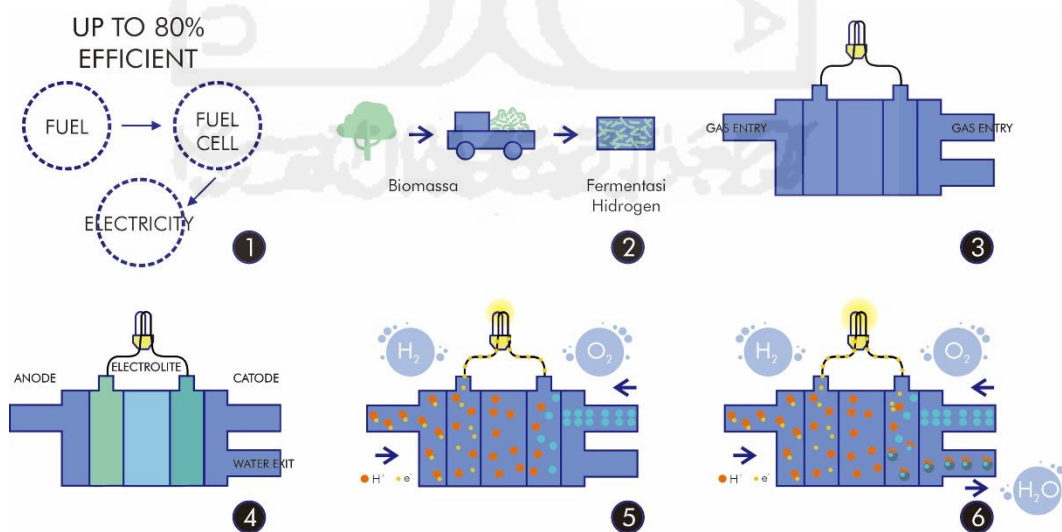 UP TO 80%
EFFICIENT
FUEL
FUEL
CELL
ELECTRICITY
1
Biomassa
Fermentasi
Hidrogen
2
GAS ENTRY
GAS ENTRY
3
ANODE
ELECTROLITE
CATODE
WATER EXIT
4
H₂
O₂
H⁺ e⁻
5
H₂
O₂
H⁺ e⁻
H₂O
6